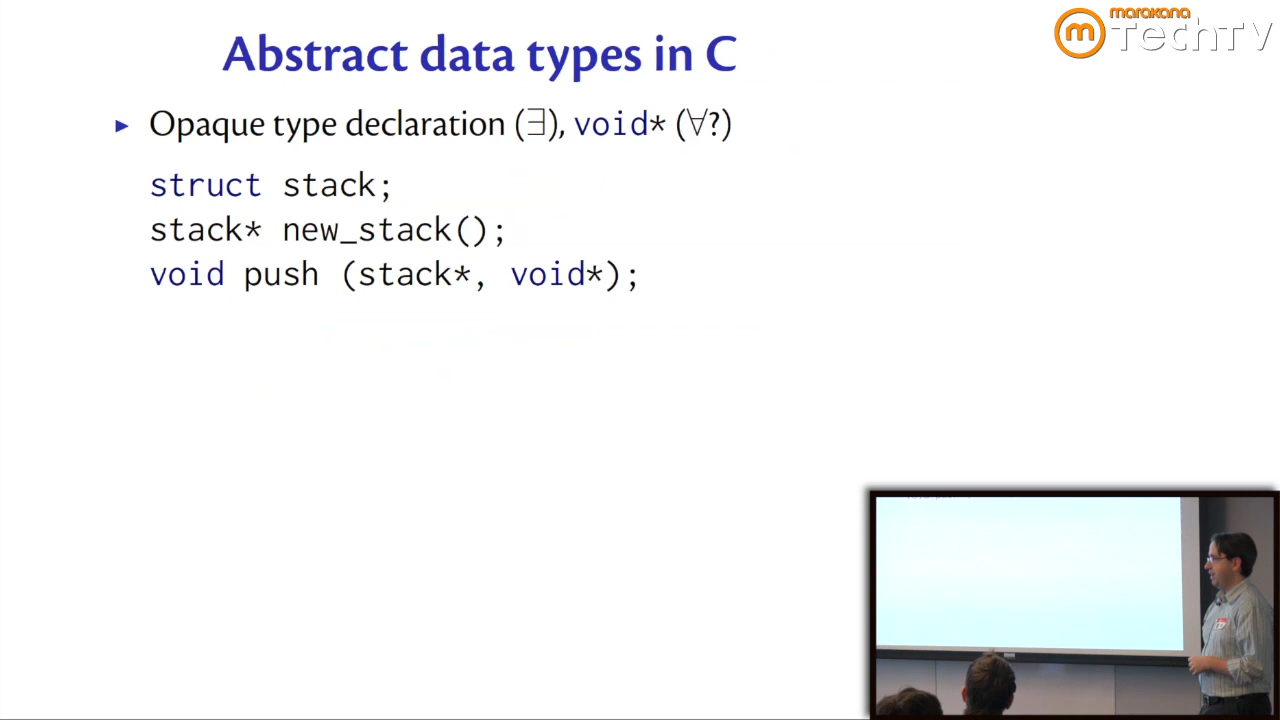 marakana
TechTV
Abstract data types in C
▸ Opaque type declaration (∃), void* (∀?)
struct stack;
stack* new_stack();
void push (stack*, void*);